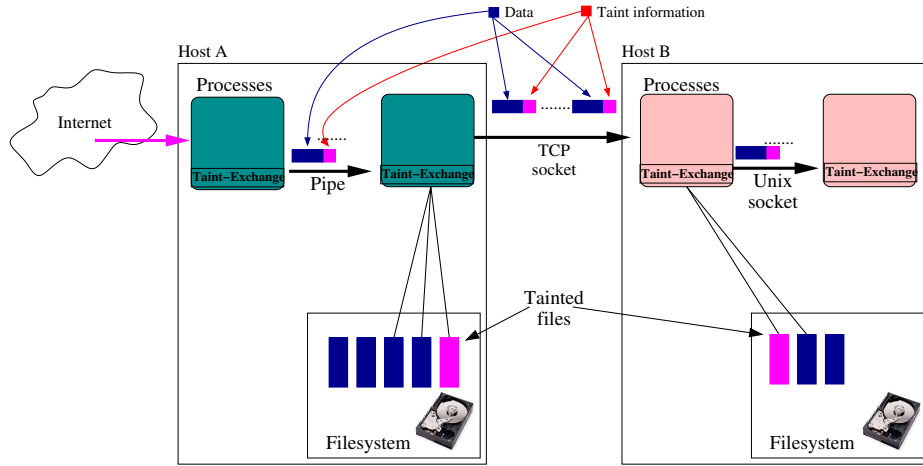 Data
Taint information
Host A
Host B
Processes
Processes
Internet
Taint–Exchange
Pipe
Taint–Exchange
TCP
socket
Taint–Exchange
Unix
socket
Taint–Exchange
Tainted
files
Filesystem
Filesystem